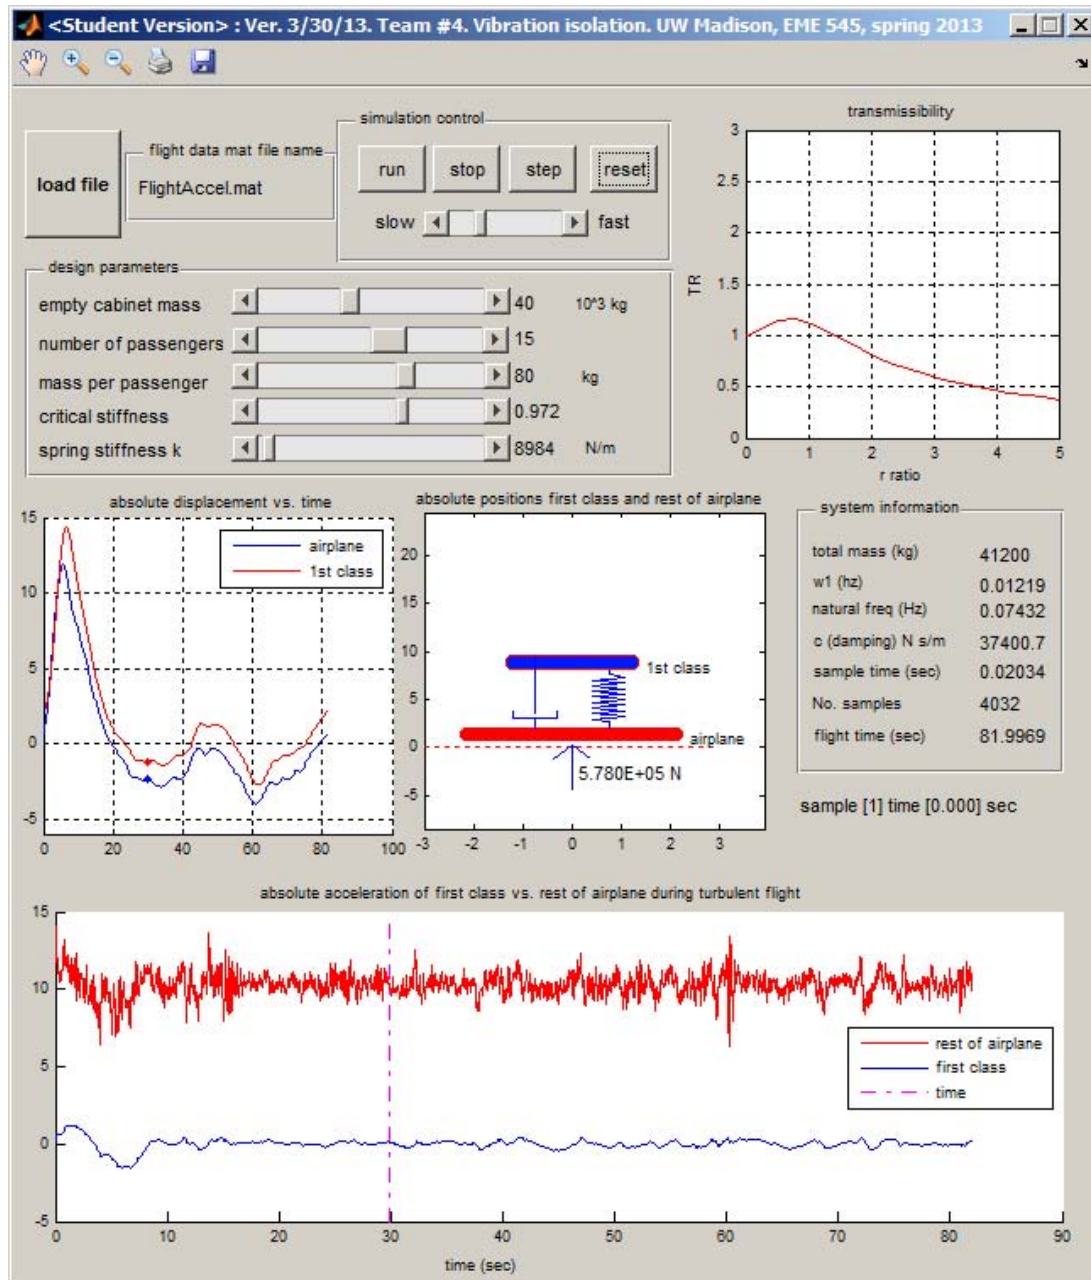 <Student Version> : Ver. 3/30/13. Team #4. Vibration isolation. UW Madison, EME 545, spring 2013
load file
flight data mat file name
FlightAccel.mat
simulation control
run stop step reset
slow fast
design parameters
empty cabinet mass 40 10^3 kg
number of passengers 15
mass per passenger 80 kg
critical stiffness 0.972
spring stiffness k 8984 N/m
transmissibility
3
2.5
2
1.5
1
0.5
0
TR
0 1 2 3 4 5
r ratio
absolute displacement vs. time
15
10
5
0
-5
0 20 40 60 80 100
airplane
1st class
absolute positions first class and rest of airplane
20
15
10
5
0
-5
-3 -2 -1 0 1 2 3
1st class
airplane
5.780E+05 N
system information
total mass (kg) 41200
w1 (hz) 0.01219
natural freq (Hz) 0.07432
c (damping) N s/m 37400.7
sample time (sec) 0.02034
No. samples 4032
flight time (sec) 81.9969
sample [1] time [0.000] sec
absolute acceleration of first class vs. rest of airplane during turbulent flight
15
10
5
0
-5
0 10 20 30 40 50 60 70 80 90
time (sec)
rest of airplane
first class
time